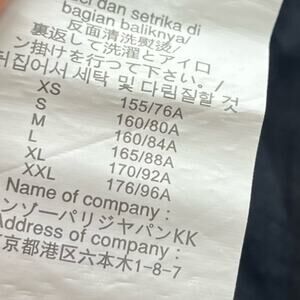 dan setrika di
bagian baliknya/
反面清洗熨烫/
裏返して洗濯とアイロ
ン掛けを行って下さい。/
뒤집어서 세탁 및 다림질할 것
XS 155/76A
S 160/80A
M 160/84A
L 165/88A
XL 170/92A
XXL 176/96A
Name of company :
ンゾーパリジャパンKK
Address of company :
京都港区六本木1-8-7